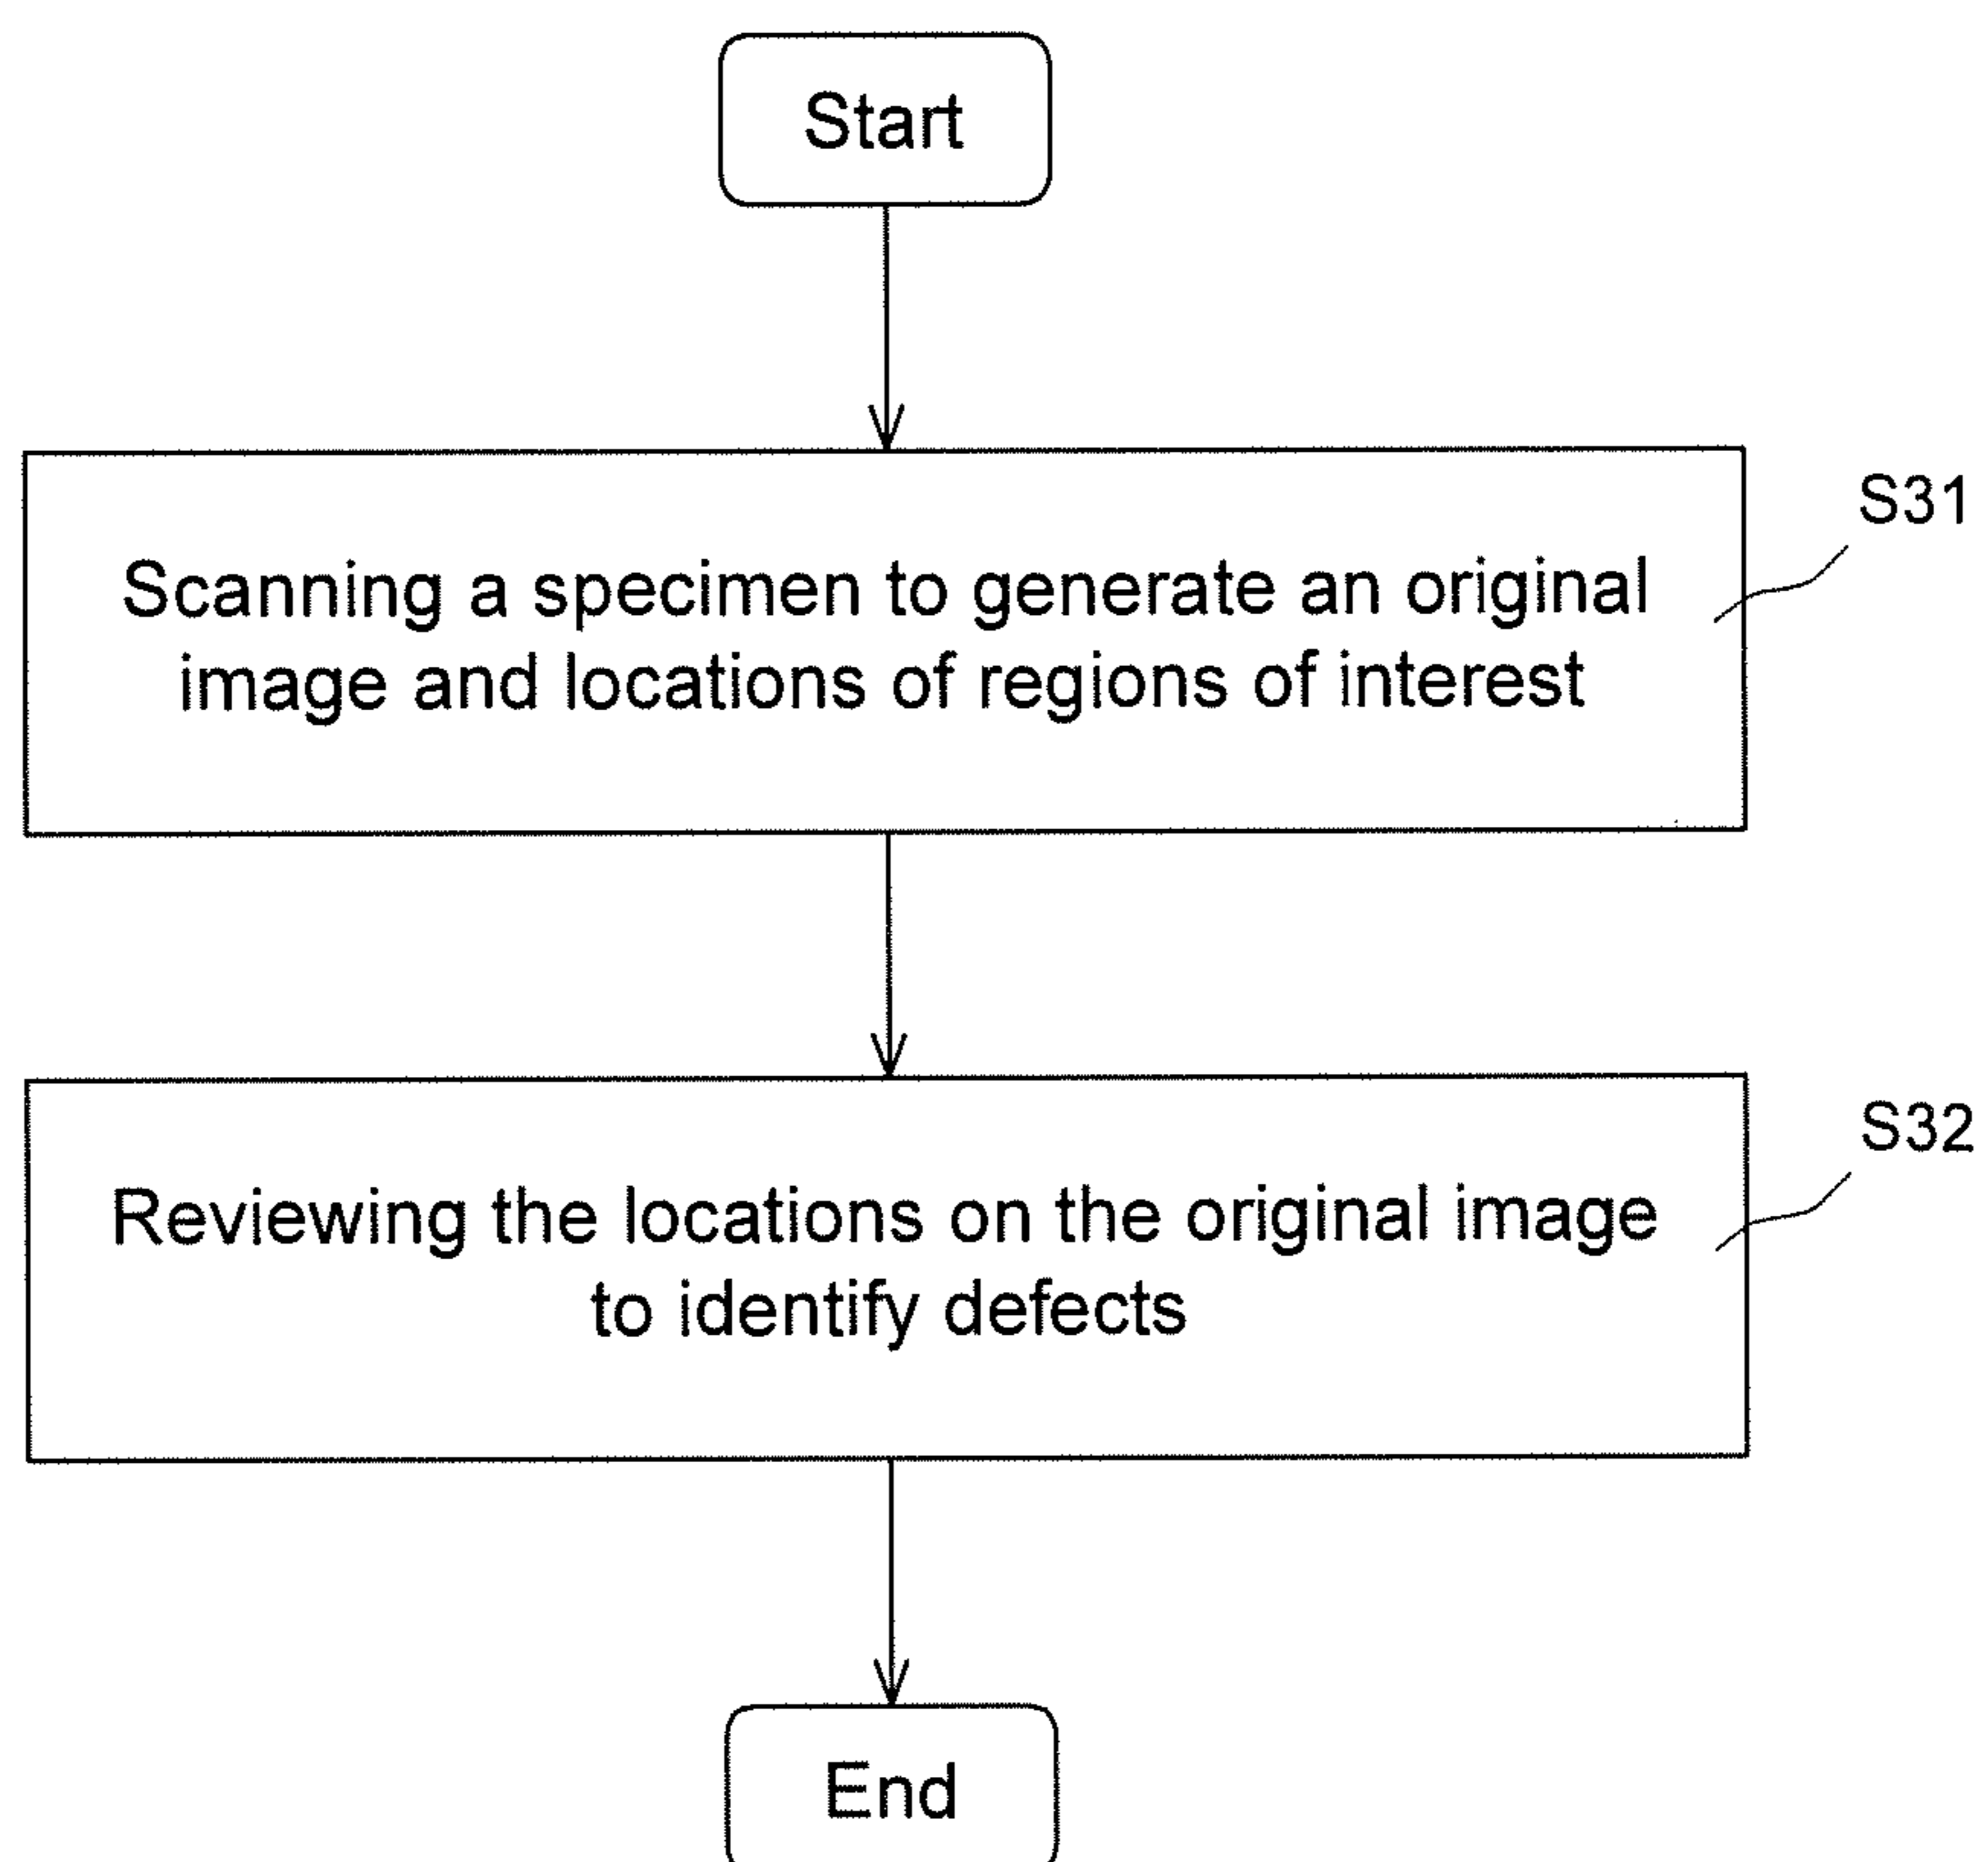 Start
S31
Scanning a specimen to generate an original
image and locations of regions of interest
S32
Reviewing the locations on the original image
to identify defects
End